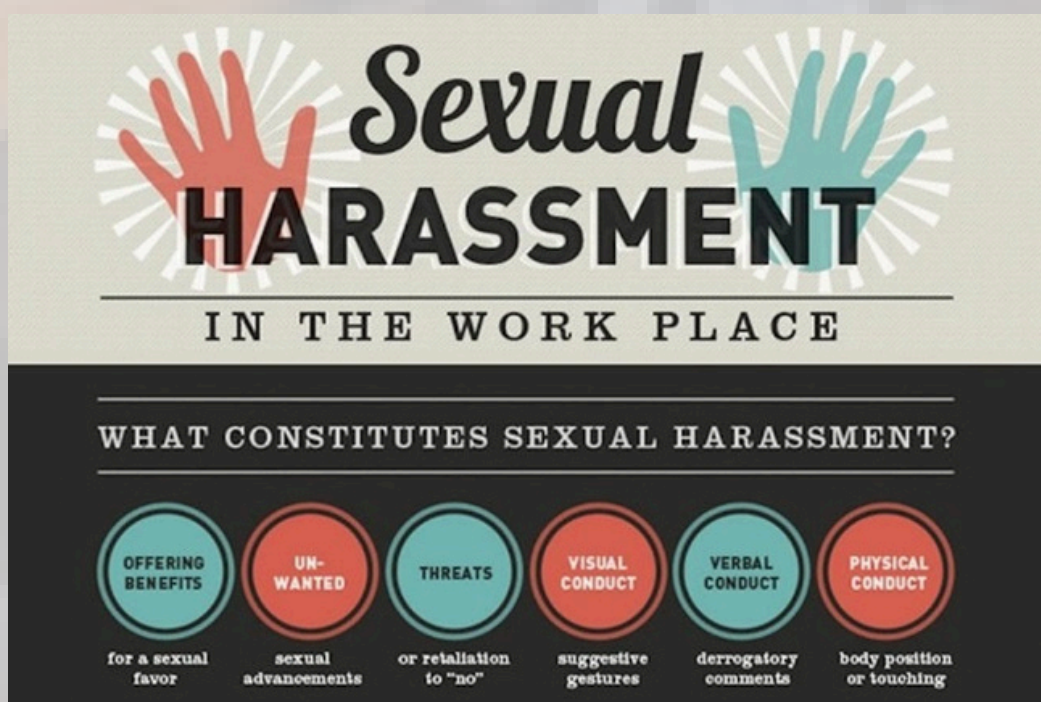 Sexual
HARASSMENT
IN THE WORK PLACE
WHAT CONSTITUTES SEXUAL HARASSMENT?
OFFERING
BENEFITS
for a sexual
favor
UN-
WANTED
sexual
advancements
THREATS
or retaliation
to "no"
VISUAL
CONDUCT
suggestive
gestures
VERBAL
CONDUCT
derrogatory
comments
PHYSICAL
CONDUCT
body position
or touching